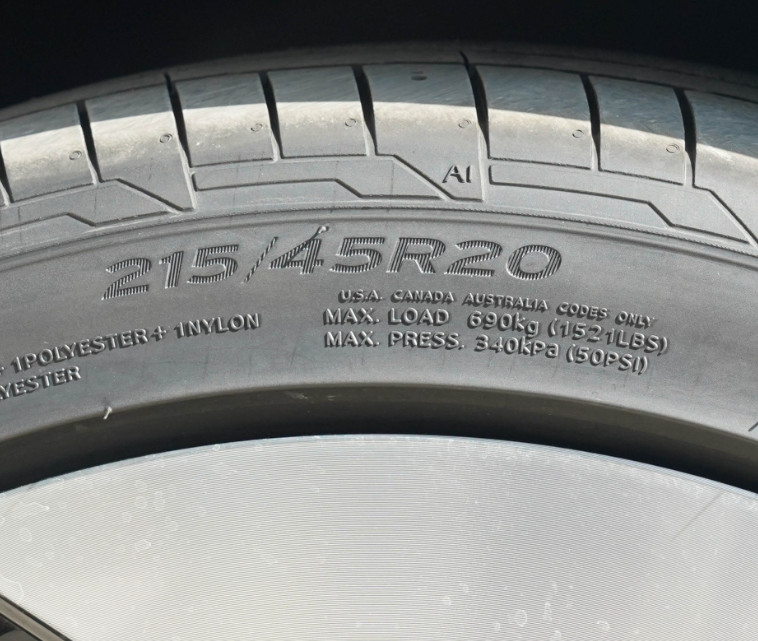 AI
215/45R20
U.S.A. CANADA AUSTRALIA CODES ONLY
MAX. LOAD 690kg (1521LBS)
MAX. PRESS. 340kPa (50PSI)
+ 1POLYESTER + 1NYLON
YESTER